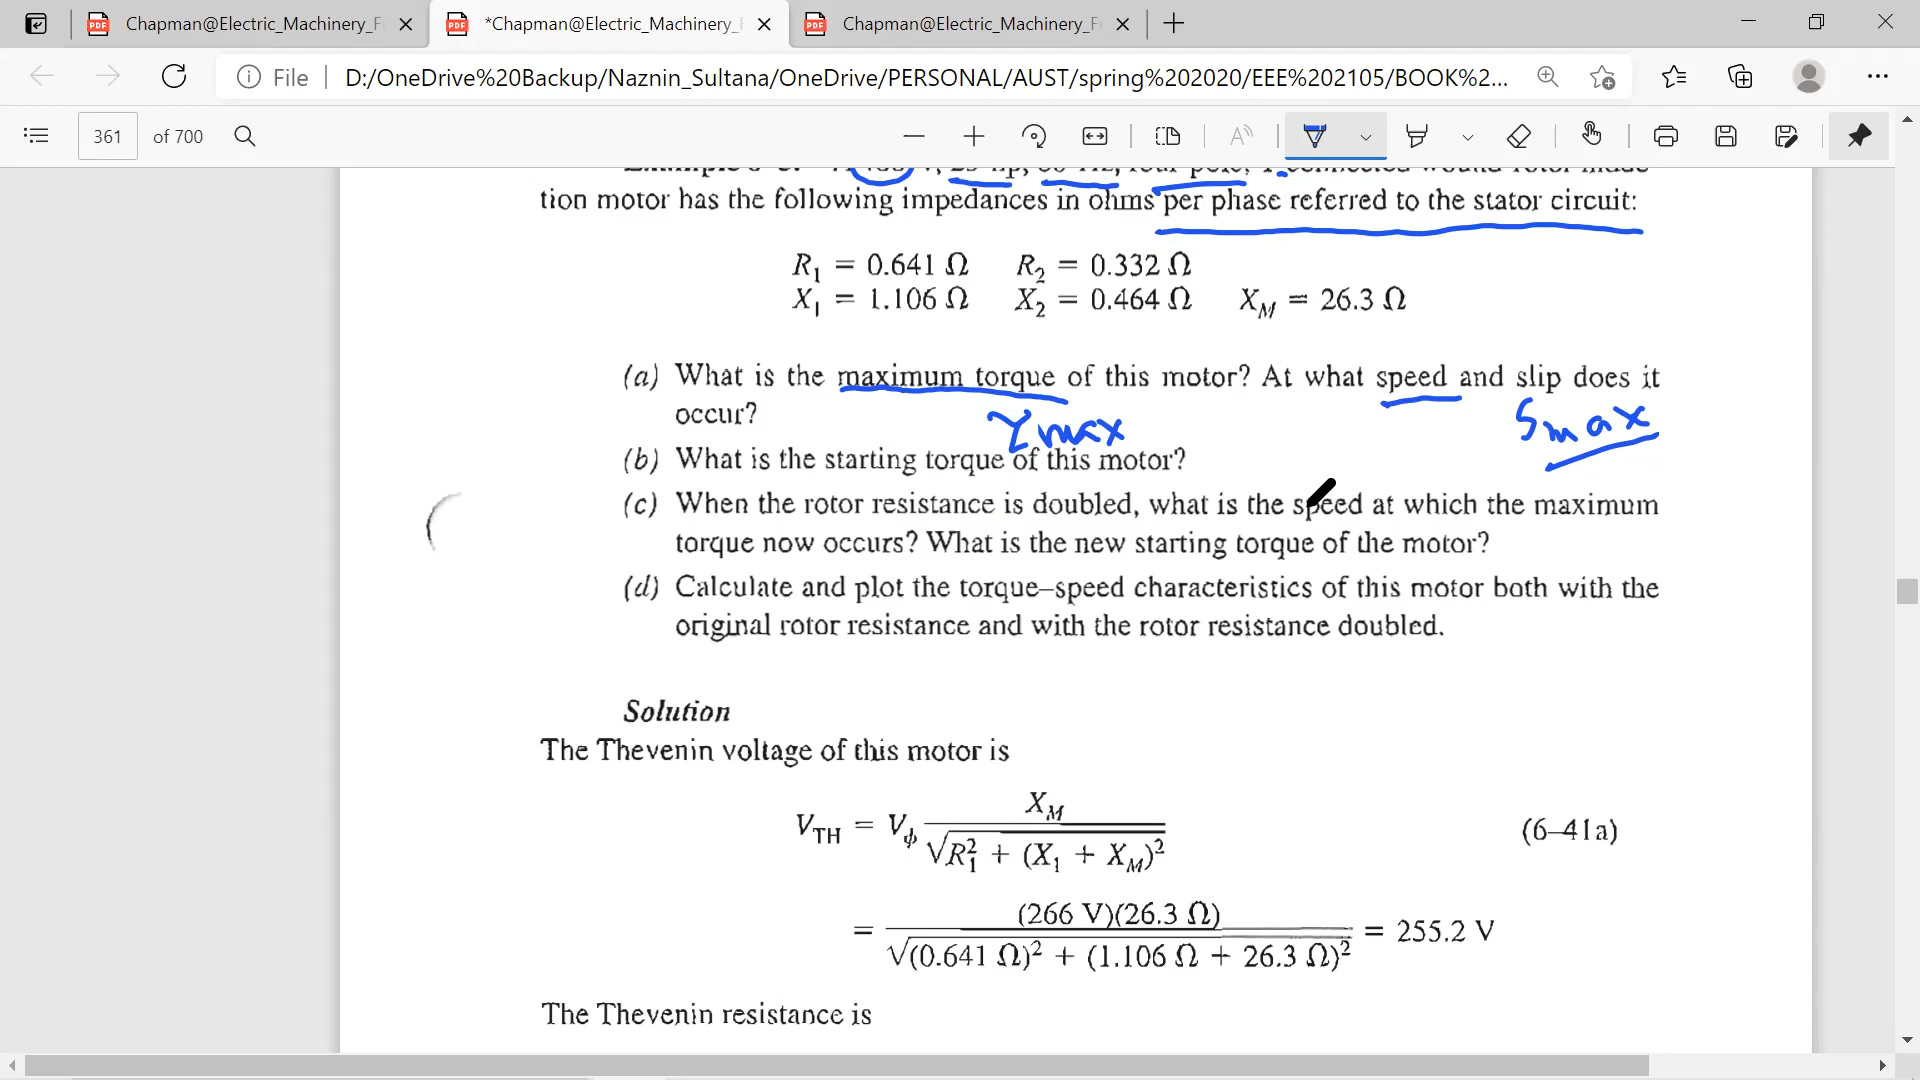 Chapman@Electric_Machinery_F
*Chapman@Electric_Machinery_F
Chapman@Electric_Machinery_F
File
D:/OneDrive%20Backup/Naznin_Sultana/OneDrive/PERSONAL/AUST/spring%202020/EEE%202105/BOOK%2...
361 of 700
tion motor has the following impedances in ohms per phase referred to the stator circuit:
R₁ = 0.641 Ω R₂ = 0.332 Ω
X₁ = 1.106 Ω X₂ = 0.464 Ω X_M = 26.3 Ω
(a) What is the maximum torque of this motor? At what speed and slip does it
occur?
τmax
Smax
(b) What is the starting torque of this motor?
(c) When the rotor resistance is doubled, what is the speed at which the maximum
torque now occurs? What is the new starting torque of the motor?
(d) Calculate and plot the torque–speed characteristics of this motor both with the
original rotor resistance and with the rotor resistance doubled.
Solution
The Thevenin voltage of this motor is
V_TH = V_ϕ X_M / √R₁² + (X₁ + X_M)² (6–41a)
= (266 V)(26.3 Ω) / √(0.641 Ω)² + (1.106 Ω + 26.3 Ω)² = 255.2 V
The Thevenin resistance is